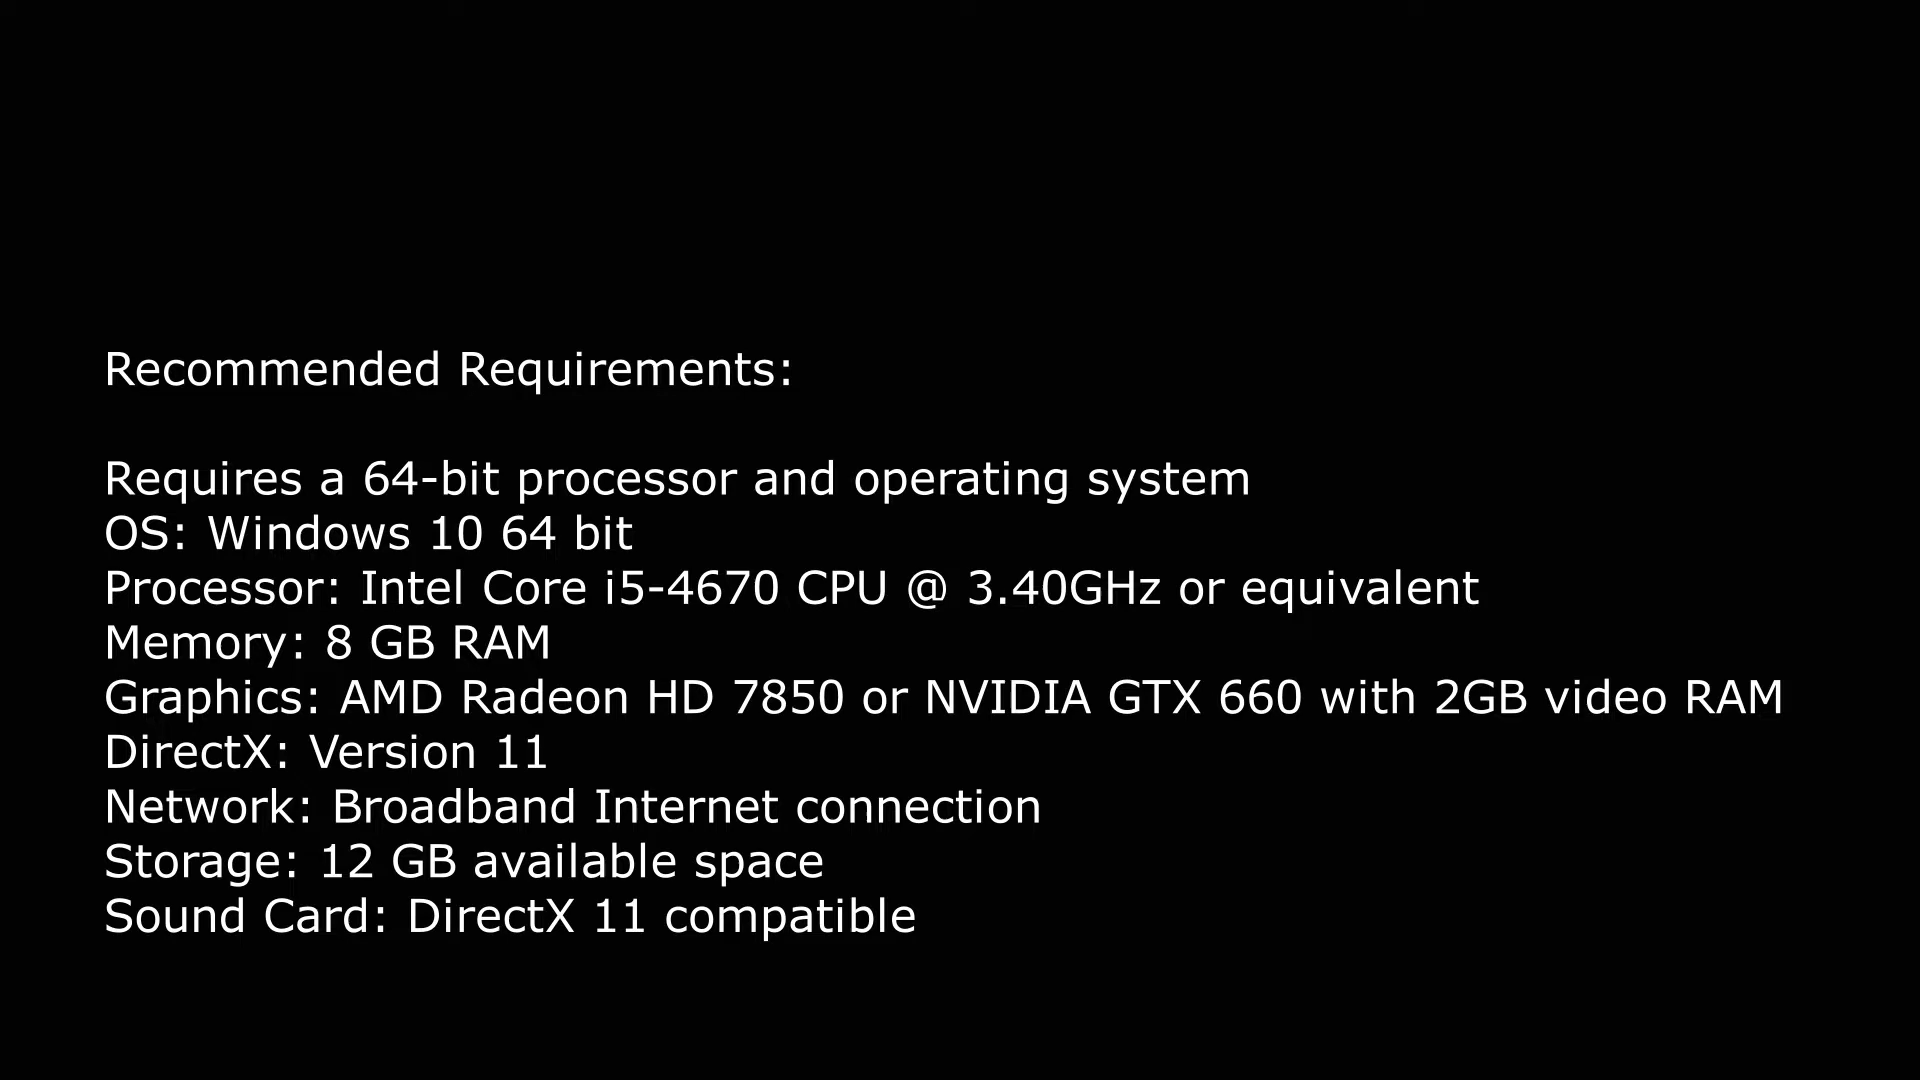 Recommended Requirements:
Requires a 64-bit processor and operating system
OS: Windows 10 64 bit
Processor: Intel Core i5-4670 CPU @ 3.40GHz or equivalent
Memory: 8 GB RAM
Graphics: AMD Radeon HD 7850 or NVIDIA GTX 660 with 2GB video RAM
DirectX: Version 11
Network: Broadband Internet connection
Storage: 12 GB available space
Sound Card: DirectX 11 compatible